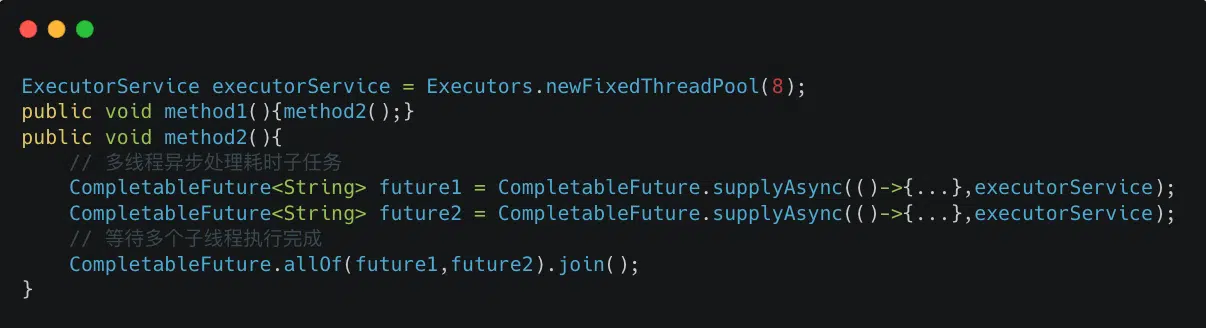 ExecutorService executorService = Executors.newFixedThreadPool(8);
public void method1(){method2();}
public void method2(){
    // 多线程异步处理耗时子任务
    CompletableFuture<String> future1 = CompletableFuture.supplyAsync(()->{...},executorService);
    CompletableFuture<String> future2 = CompletableFuture.supplyAsync(()->{...},executorService);
    // 等待多个子线程执行完成
    CompletableFuture.allOf(future1,future2).join();
}